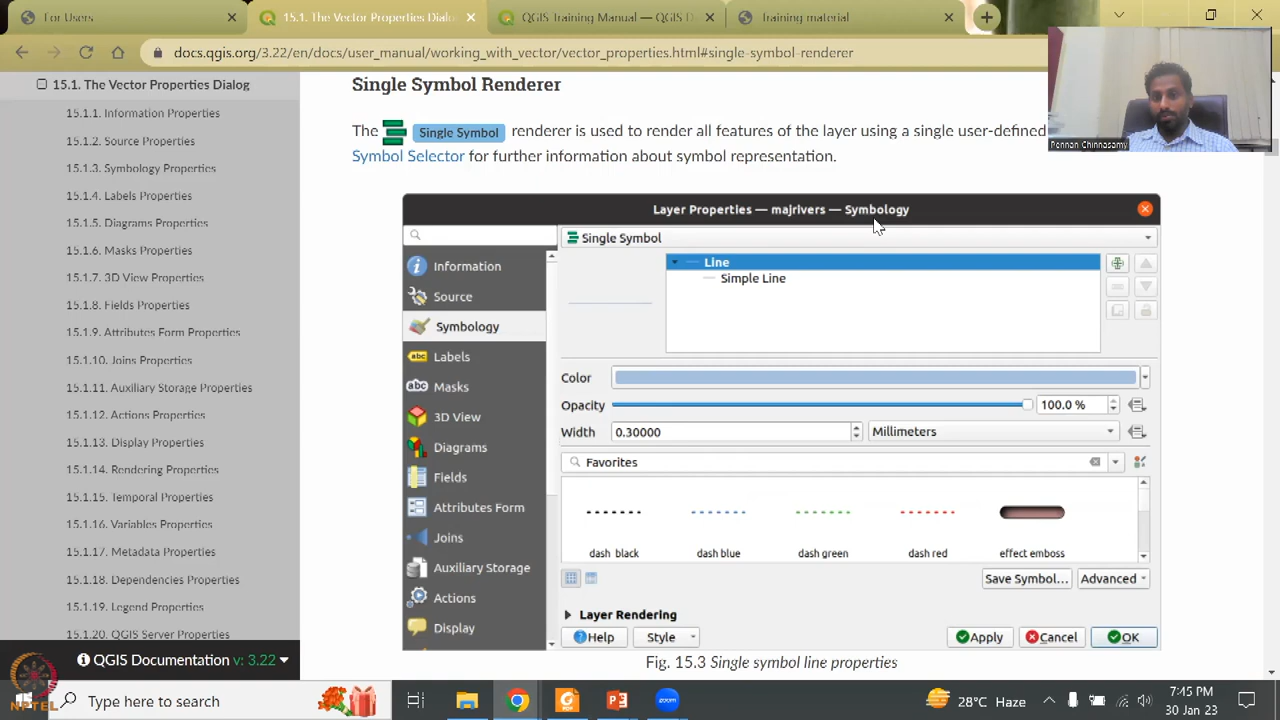 For Users
15.1. The Vector Properties Dialo
QGIS Training Manual — QGIS D
Training material
docs.qgis.org/3.22/en/docs/user_manual/working_with_vector/vector_properties.html#single-symbol-renderer
15.1. The Vector Properties Dialog
15.1.1. Information Properties
15.1.2. Source Properties
15.1.3. Symbology Properties
15.1.4. Labels Properties
15.1.5. Diagrams Properties
15.1.6. Masks Properties
15.1.7. 3D View Properties
15.1.8. Fields Properties
15.1.9. Attributes Form Properties
15.1.10. Joins Properties
15.1.11. Auxiliary Storage Properties
15.1.12. Actions Properties
15.1.13. Display Properties
15.1.14. Rendering Properties
15.1.15. Temporal Properties
15.1.16. Variables Properties
15.1.17. Metadata Properties
15.1.18. Dependencies Properties
15.1.19. Legend Properties
15.1.20. QGIS Server Properties
QGIS Documentation v: 3.22
Single Symbol Renderer
The Single Symbol renderer is used to render all features of the layer using a single user-defined
Symbol Selector for further information about symbol representation.
Pennan Chinnasamy
Layer Properties — majrivers — Symbology
Information
Source
Symbology
Labels
Masks
3D View
Diagrams
Fields
Attributes Form
Joins
Auxiliary Storage
Actions
Display
Single Symbol
Line
Simple Line
Color
Opacity 100.0 %
Width 0.30000 Millimeters
Favorites
dash black dash blue dash green dash red effect emboss
Save Symbol... Advanced
Layer Rendering
Help Style Apply Cancel OK
Fig. 15.3 Single symbol line properties
NPTEL
Type here to search
28°C Haze
7:45 PM
30 Jan 23